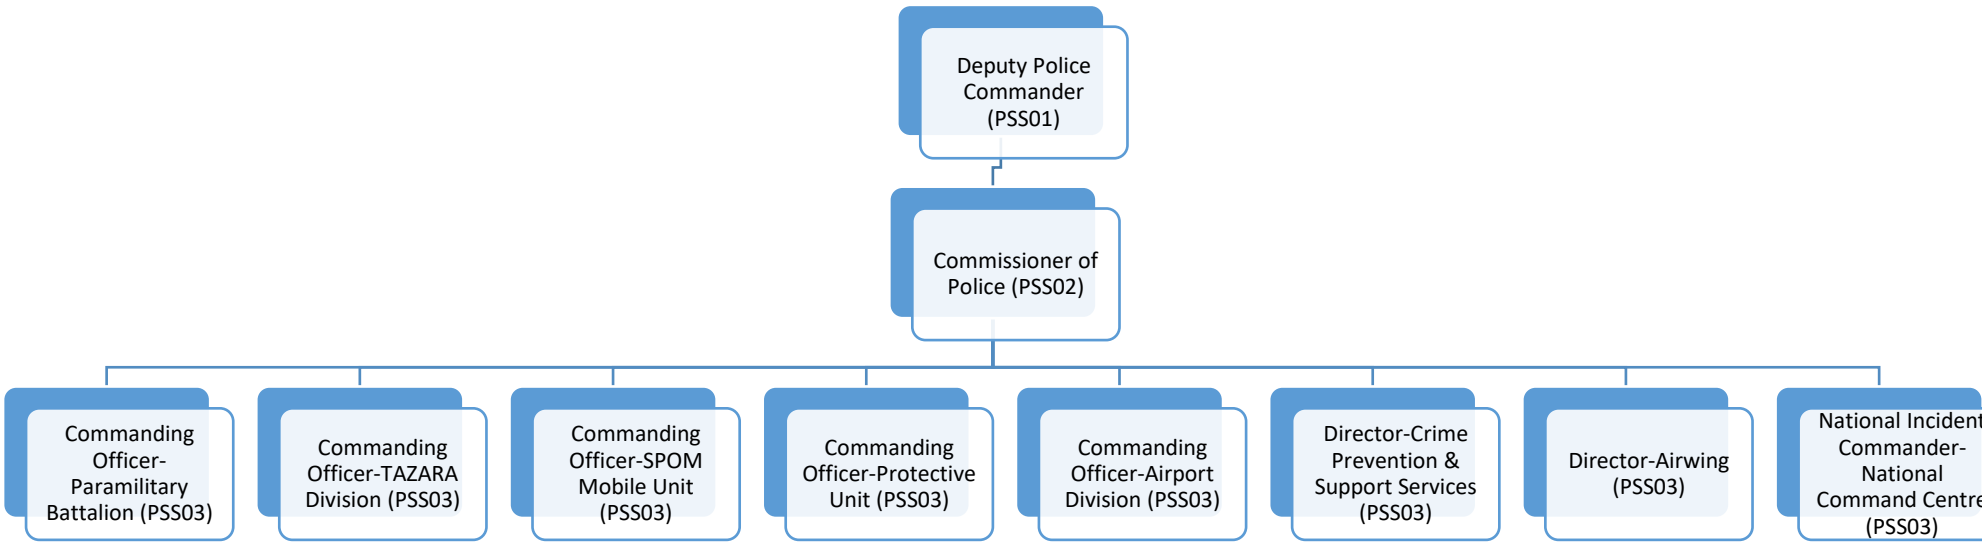 Deputy Police
Commander
(PSS01)
Commissioner of
Police (PSS02)
Commanding
Officer-
Paramilitary
Battalion (PSS03)
Commanding
Officer-TAZARA
Division (PSS03)
Commanding
Officer-SPOM
Mobile Unit
(PSS03)
Commanding
Officer-Protective
Unit (PSS03)
Commanding
Officer-Airport
Division (PSS03)
Director-Crime
Prevention &
Support Services
(PSS03)
Director-Airwing
(PSS03)
National Incident
Commander-
National
Command Centre
(PSS03)